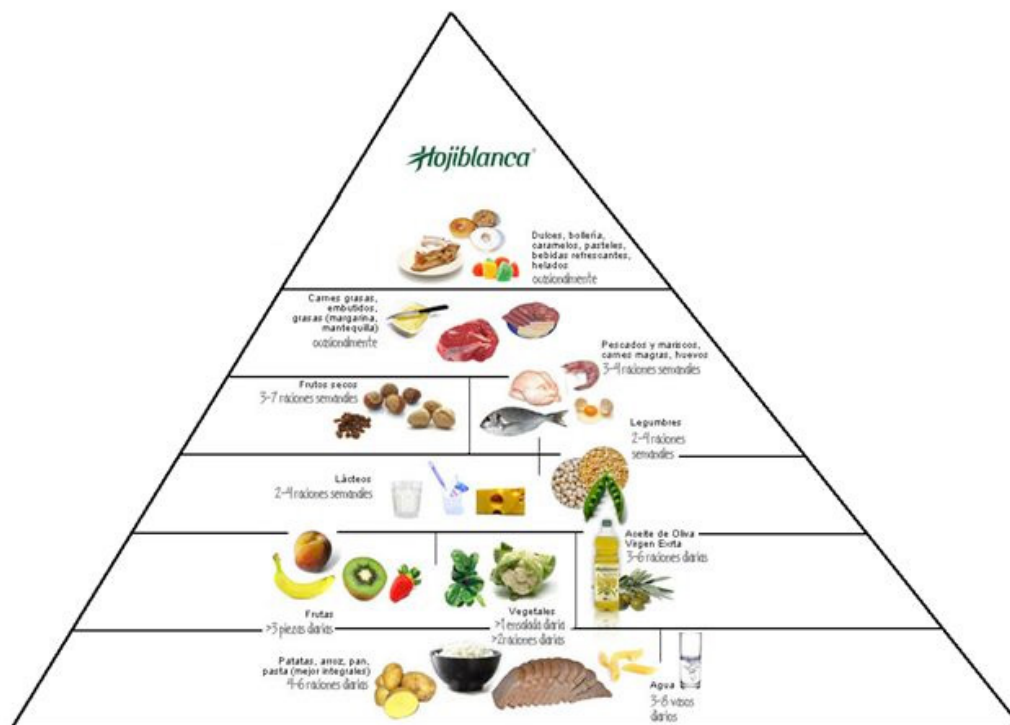 Hojiblanca
Dulces, bollería,
caramelos, pasteles,
bebidas refrescantes,
helados
ocasionalmente
Carnes grasas,
embutidos,
grasas (margarina,
mantequilla)
ocasionalmente
Pescados y mariscos,
carnes magras, huevos
3-4 raciones semanales
Frutos secos
3-7 raciones semanales
Legumbres
2-4 raciones
semanales
Lácteos
2-4 raciones semanales
Aceite de Oliva
Virgen Exrta
3-6 raciones diarias
Frutas
>3 piezas diarias
Vegetales
>1 ensalada diaria
>2 raciones diarias
Patatas, arroz, pan,
pasta (mejor integrales)
4-6 raciones diarias
Agua
3-8 vasos
diarios